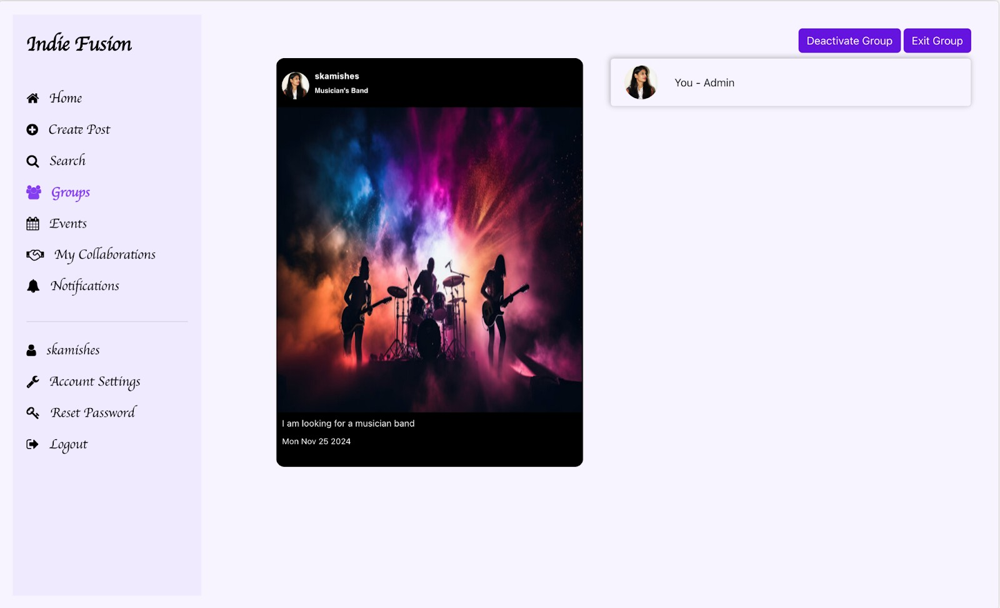 Indie Fusion
Home
Create Post
Search
Groups
Events
My Collaborations
Notifications
skamishes
Account Settings
Reset Password
Logout
skamishes
Musician's Band
I am looking for a musician band
Mon Nov 25 2024
Deactivate Group
Exit Group
You - Admin